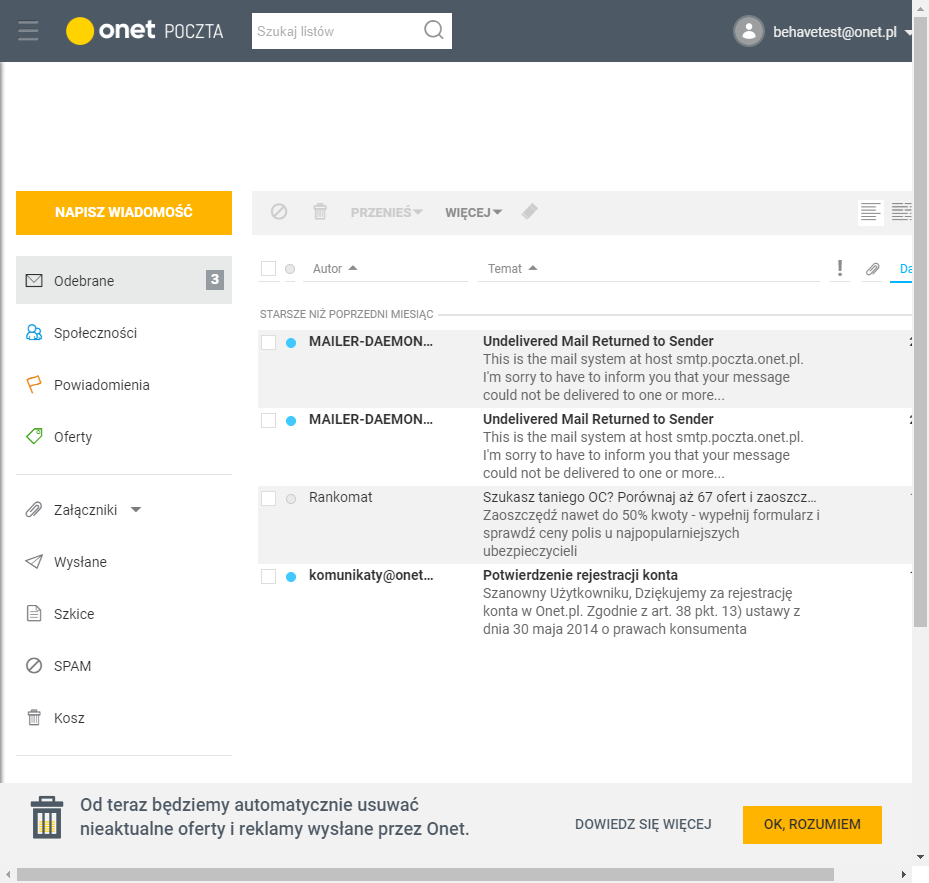 onet POCZTA
Szukaj listów
behavetest@onet.pl
NAPISZ WIADOMOŚĆ
PRZENIEŚ
WIĘCEJ
Odebrane 3
Społeczności
Powiadomienia
Oferty
Załączniki
Wysłane
Szkice
SPAM
Kosz
Autor
Temat
!
STARSZE NIŻ POPRZEDNI MIESIĄC
MAILER-DAEMON...
Undelivered Mail Returned to Sender
This is the mail system at host smtp.poczta.onet.pl.
I'm sorry to have to inform you that your message
could not be delivered to one or more...
MAILER-DAEMON...
Undelivered Mail Returned to Sender
This is the mail system at host smtp.poczta.onet.pl.
I'm sorry to have to inform you that your message
could not be delivered to one or more...
Rankomat
Szukasz taniego OC? Porównaj aż 67 ofert i zaoszcz...
Zaoszczędź nawet do 50% kwoty - wypełnij formularz i
sprawdź ceny polis u najpopularniejszych
ubezpieczycieli
komunikaty@onet...
Potwierdzenie rejestracji konta
Szanowny Użytkowniku, Dziękujemy za rejestrację
konta w Onet.pl. Zgodnie z art. 38 pkt. 13) ustawy z
dnia 30 maja 2014 o prawach konsumenta
Od teraz będziemy automatycznie usuwać
nieaktualne oferty i reklamy wysłane przez Onet.
DOWIEDZ SIĘ WIĘCEJ
OK, ROZUMIEM